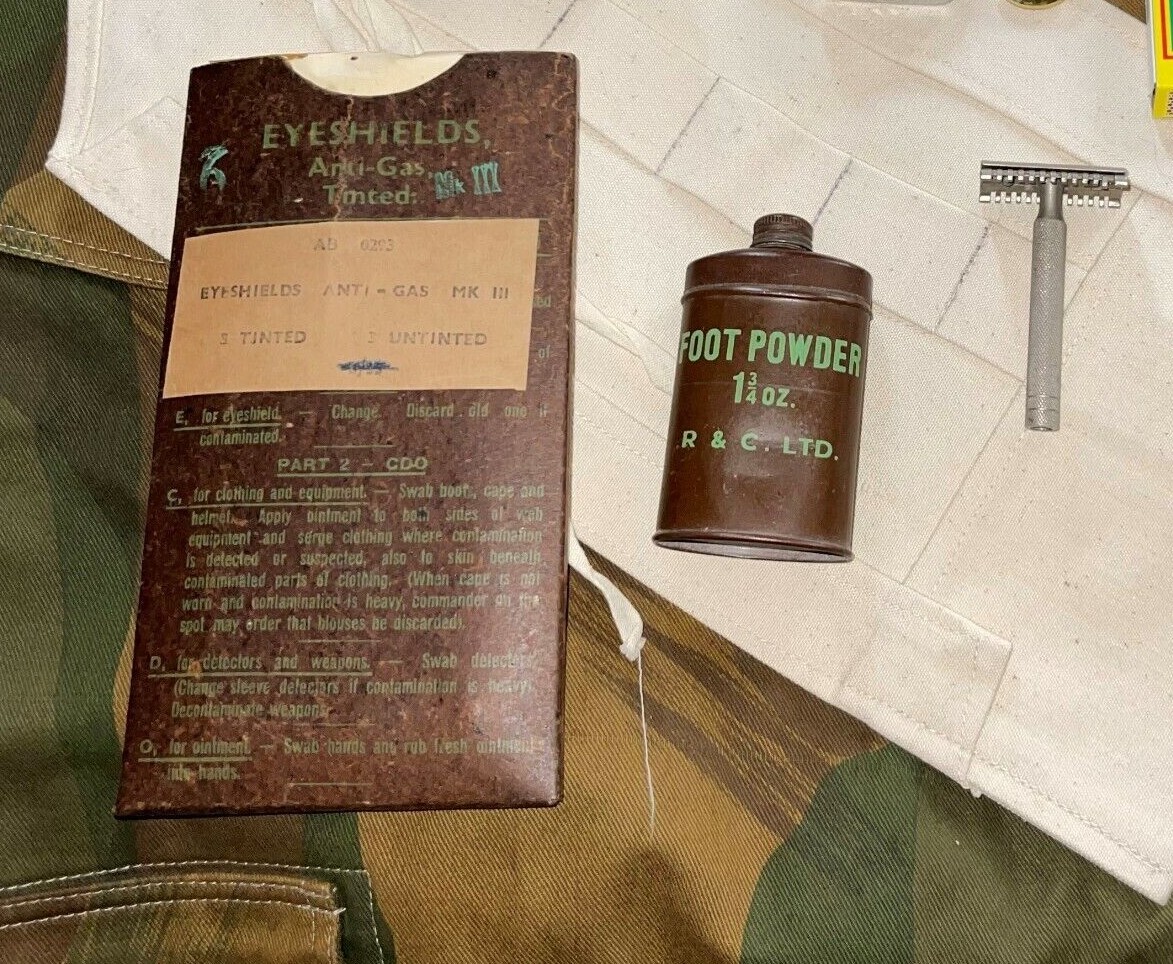 EYESHIELDS,
Anti-Gas,
Tinted:
Mk III
AB 0293
EYESHIELDS ANTI - GAS MK III
3 TINTED 3 UNTINTED
of
E, for eyeshield. — Change. Discard old one if
contaminated.
PART 2 - CDO
C, for clothing and equipment. — Swab boots, cape and
helmet. Apply ointment to both sides of web
equipment and serge clothing where contamination
is detected or suspected, also to skin beneath
contaminated parts of clothing. (When cape is not
worn and contamination is heavy, commander on the
spot may order that blouses be discarded).
D, for detectors and weapons. — Swab detectors.
(Change sleeve detectors if contamination is heavy).
Decontaminate weapons.
O, for ointment. — Swab hands and rub fresh ointment
into hands.
FOOT POWDER
1¾ OZ.
R & C. LTD.